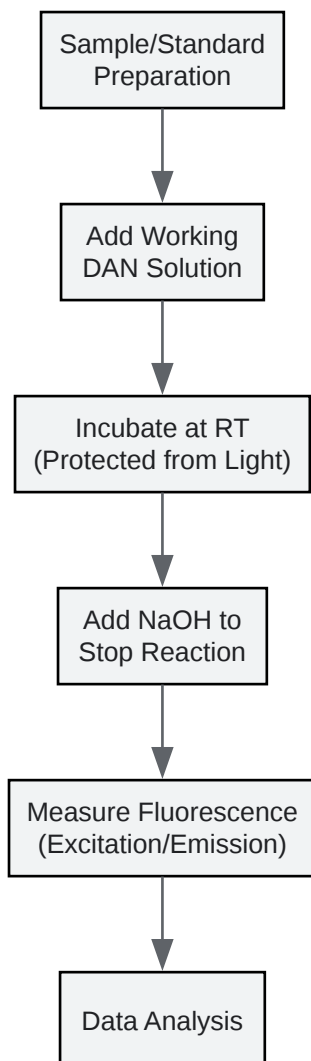 Sample/Standard
Preparation
Add Working
DAN Solution
Incubate at RT
(Protected from Light)
Add NaOH to
Stop Reaction
Measure Fluorescence
(Excitation/Emission)
Data Analysis